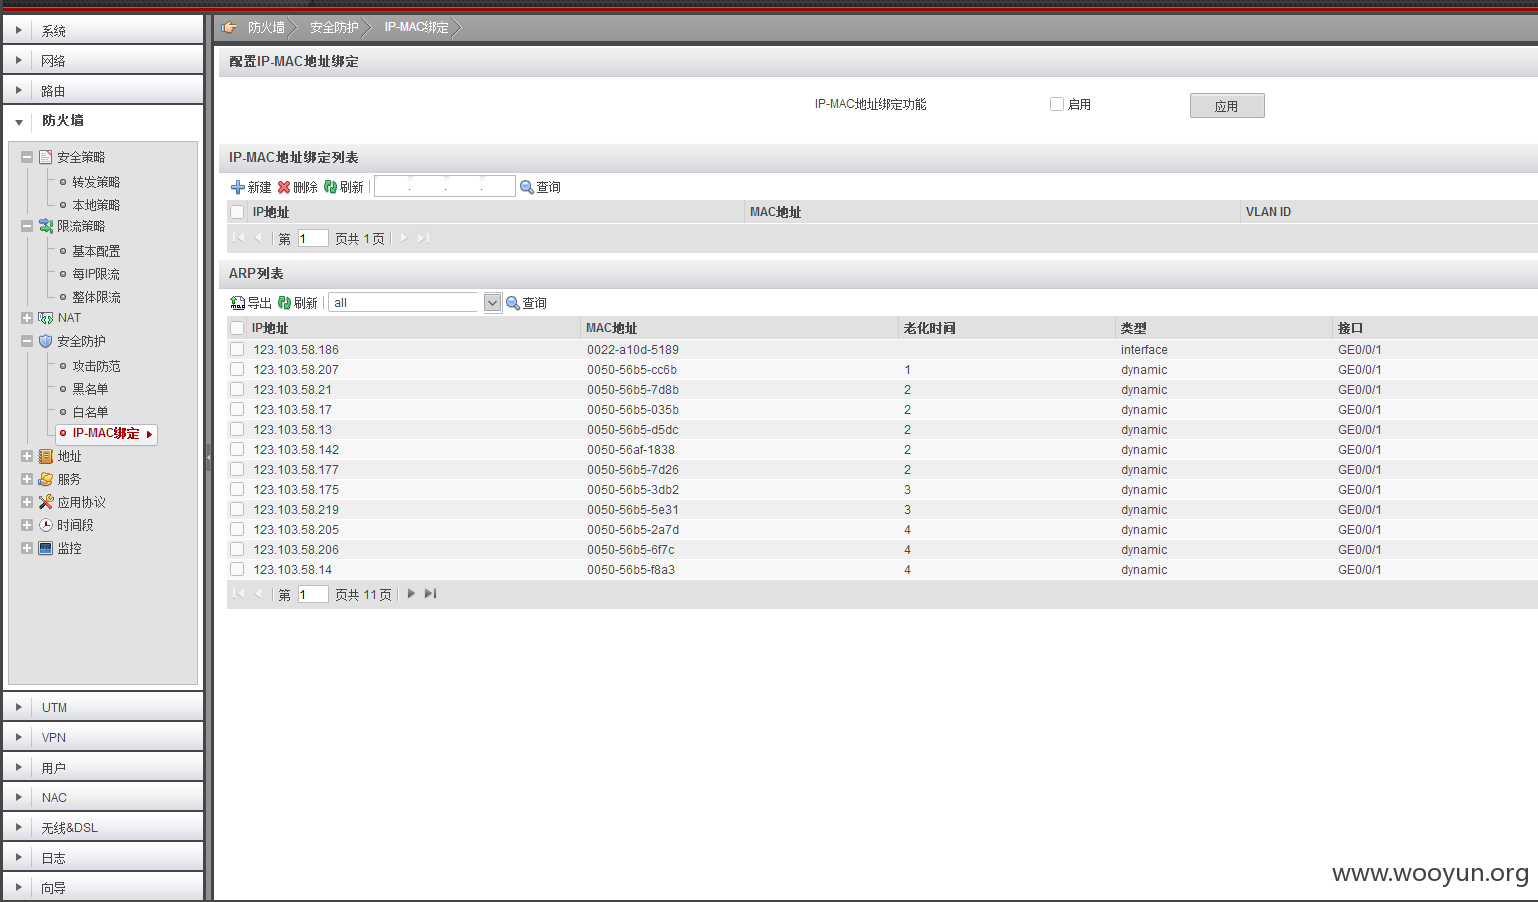 防火墙 安全防护 IP-MAC绑定
系统
网络
路由
防火墙
安全策略
转发策略
本地策略
限流策略
基本配置
每IP限流
整体限流
NAT
安全防护
攻击防范
黑名单
白名单
IP-MAC绑定
地址
服务
应用协议
时间段
监控
UTM
VPN
用户
NAC
无线&DSL
日志
向导
配置IP-MAC地址绑定
IP-MAC地址绑定功能 启用 应用
IP-MAC地址绑定列表
新建 删除 刷新 . . . 查询
IP地址 MAC地址 VLAN ID
第 1 页共 1 页
ARP列表
导出 刷新 all 查询
IP地址 MAC地址 老化时间 类型 接口
123.103.58.186 0022-a10d-5189 interface GE0/0/1
123.103.58.207 0050-56b5-cc6b 1 dynamic GE0/0/1
123.103.58.21 0050-56b5-7d8b 2 dynamic GE0/0/1
123.103.58.17 0050-56b5-035b 2 dynamic GE0/0/1
123.103.58.13 0050-56b5-d5dc 2 dynamic GE0/0/1
123.103.58.142 0050-56af-1838 2 dynamic GE0/0/1
123.103.58.177 0050-56b5-7d26 2 dynamic GE0/0/1
123.103.58.175 0050-56b5-3db2 3 dynamic GE0/0/1
123.103.58.219 0050-56b5-5e31 3 dynamic GE0/0/1
123.103.58.205 0050-56b5-2a7d 4 dynamic GE0/0/1
123.103.58.206 0050-56b5-6f7c 4 dynamic GE0/0/1
123.103.58.14 0050-56b5-f8a3 4 dynamic GE0/0/1
第 1 页共 11 页
www.wooyun.org